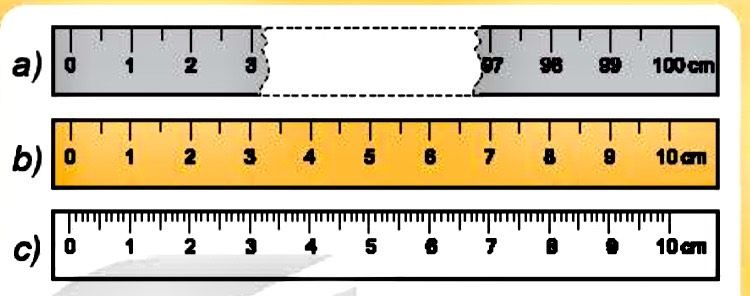 a) 0 1 2 3 97 98 99 100 cm
b) 0 1 2 3 4 5 6 7 8 9 10 cm
c) 0 1 2 3 4 5 6 7 8 9 10 cm